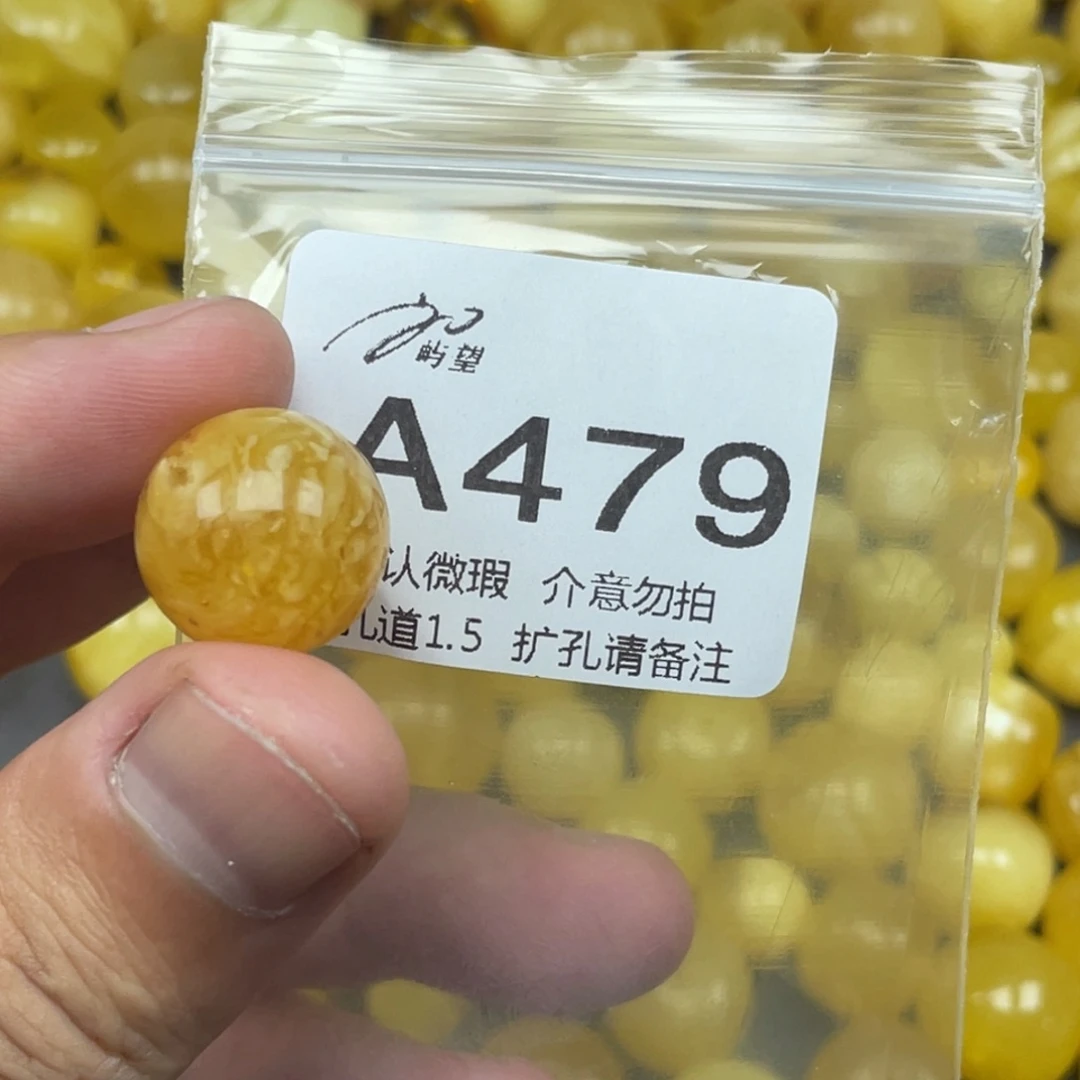 屿望
A479
认微瑕 介意勿拍
孔道1.5 扩孔请备注